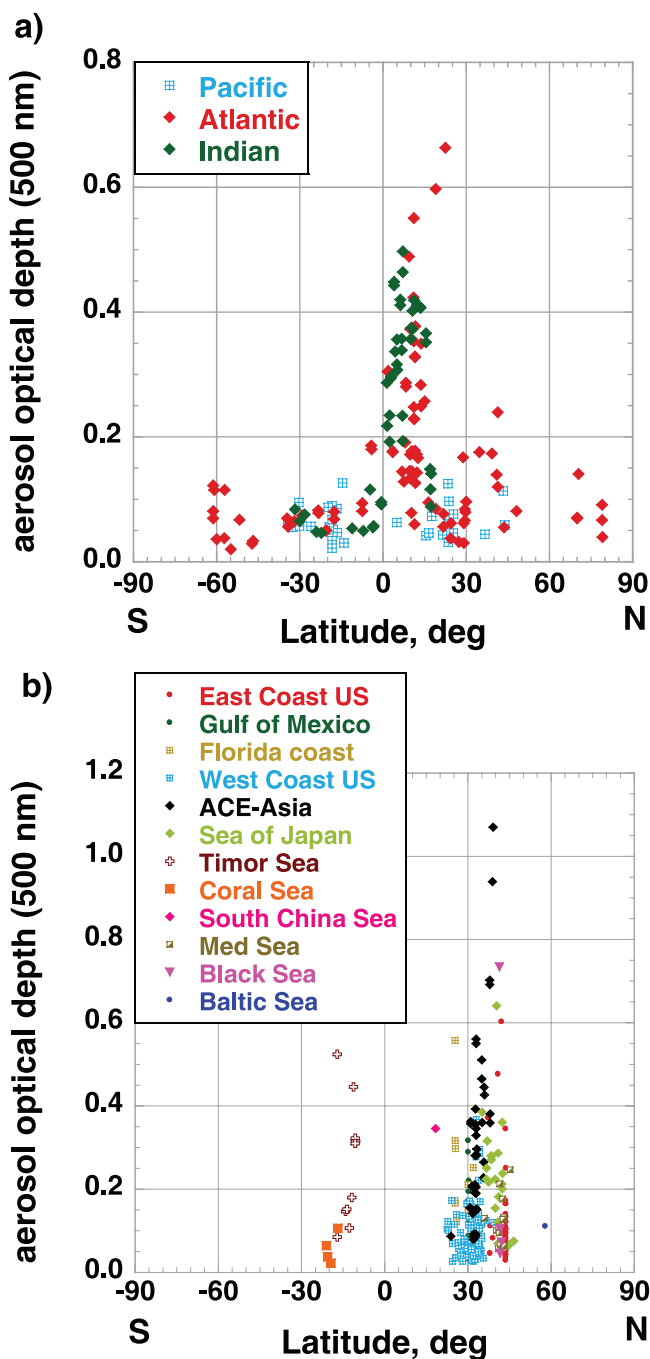 a)
0.8
Pacific
Atlantic
Indian
0.6
0.4
0.2
0.0
aerosol optical depth (500 nm)
-90 -60 -30 0 30 60 90
S Latitude, deg N
b)
East Coast US
Gulf of Mexico
Florida coast
West Coast US
ACE-Asia
Sea of Japan
Timor Sea
Coral Sea
South China Sea
Med Sea
Black Sea
Baltic Sea
1.2
1.0
0.8
0.6
0.4
0.2
0.0
aerosol optical depth (500 nm)
-90 -60 -30 0 30 60 90
S Latitude, deg N